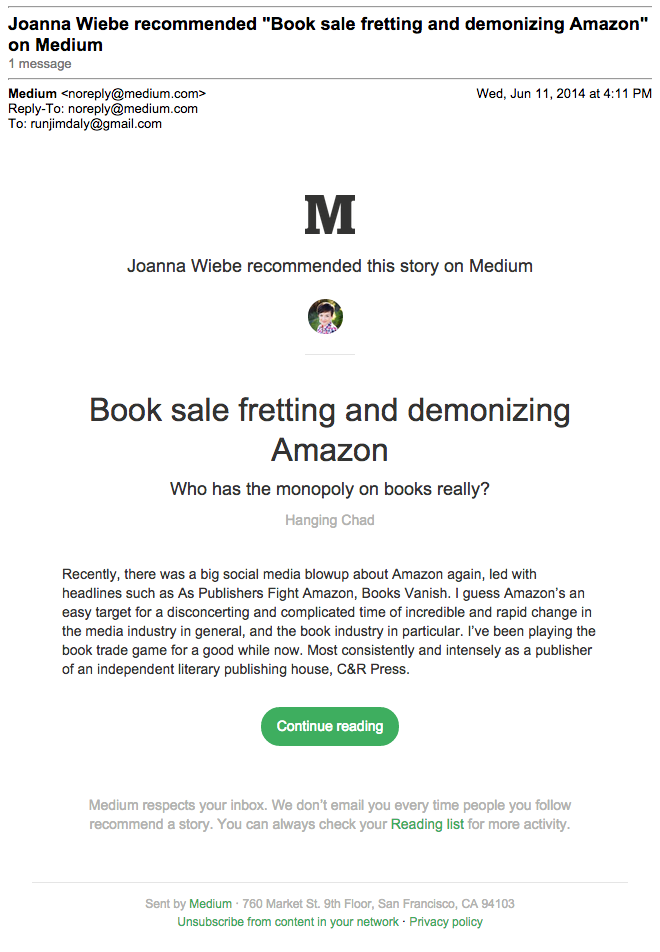 Joanna Wiebe recommended "Book sale fretting and demonizing Amazon"
on Medium
1 message
Medium <noreply@medium.com> Wed, Jun 11, 2014 at 4:11 PM
Reply-To: noreply@medium.com
To: runjimdaly@gmail.com
M
Joanna Wiebe recommended this story on Medium
Book sale fretting and demonizing
Amazon
Who has the monopoly on books really?
Hanging Chad
Recently, there was a big social media blowup about Amazon again, led with
headlines such as As Publishers Fight Amazon, Books Vanish. I guess Amazon’s an
easy target for a disconcerting and complicated time of incredible and rapid change in
the media industry in general, and the book industry in particular. I’ve been playing the
book trade game for a good while now. Most consistently and intensely as a publisher
of an independent literary publishing house, C&R Press.
Continue reading
Medium respects your inbox. We don’t email you every time people you follow
recommend a story. You can always check your Reading list for more activity.
Sent by Medium · 760 Market St. 9th Floor, San Francisco, CA 94103
Unsubscribe from content in your network · Privacy policy